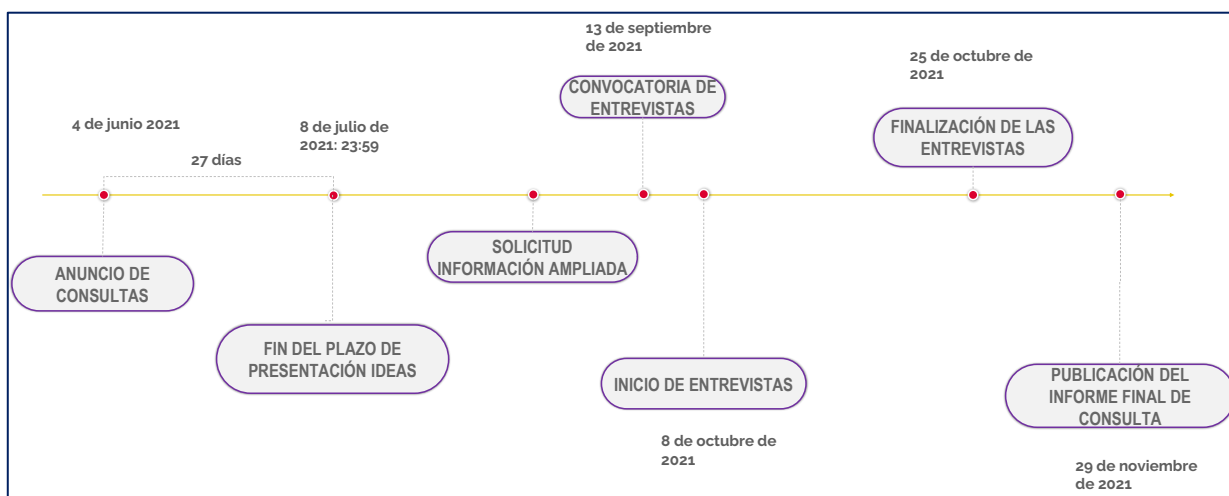 13 de septiembre
de 2021
25 de octubre de
2021
CONVOCATORIA DE
ENTREVISTAS
4 de junio 2021
8 de julio de
2021: 23:59
FINALIZACIÓN DE LAS
ENTREVISTAS
27 días
SOLICITUD
INFORMACIÓN AMPLIADA
ANUNCIO DE
CONSULTAS
FIN DEL PLAZO DE
PRESENTACIÓN IDEAS
INICIO DE ENTREVISTAS
PUBLICACIÓN DEL
INFORME FINAL DE
CONSULTA
8 de octubre de
2021
29 de noviembre
de 2021